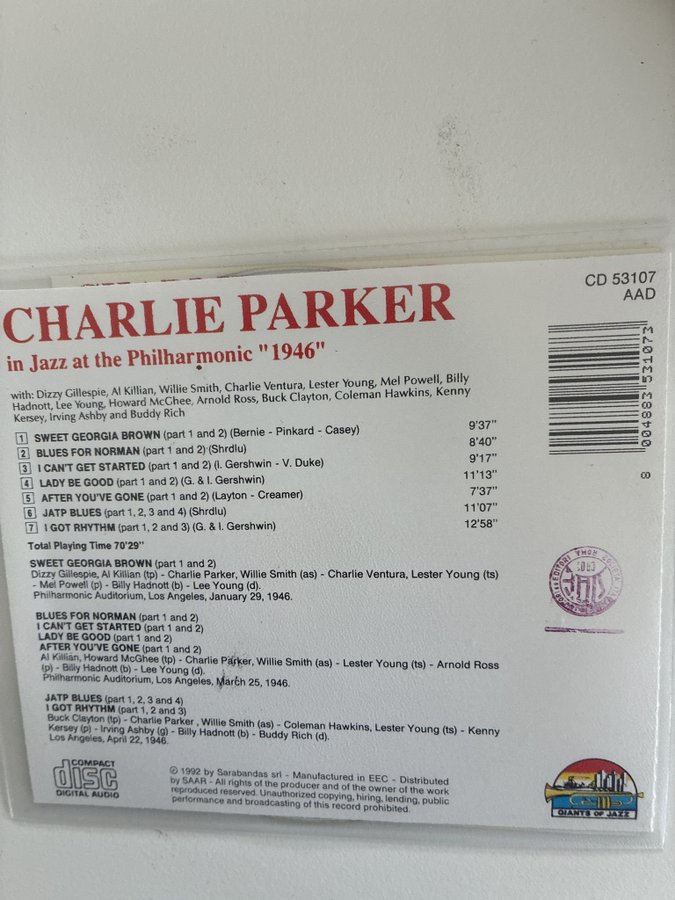 CHARLIE PARKER
in Jazz at the Philharmonic "1946"
CD 53107
AAD
with: Dizzy Gillespie, Al Killian, Willie Smith, Charlie Ventura, Lester Young, Mel Powell, Billy
Hadnott, Lee Young, Howard McGhee, Arnold Ross, Buck Clayton, Coleman Hawkins, Kenny
Kersey, Irving Ashby and Buddy Rich
1 SWEET GEORGIA BROWN (part 1 and 2) (Bernie - Pinkard - Casey) 9'37"
2 BLUES FOR NORMAN (part 1 and 2) (Shrdlu) 8'40"
3 I CAN'T GET STARTED (part 1 and 2) (I. Gershwin - V. Duke) 9'17"
4 LADY BE GOOD (part 1 and 2) (G. & I. Gershwin) 11'13"
5 AFTER YOU'VE GONE (part 1 and 2) (Layton - Creamer) 7'37"
6 JATP BLUES (part 1, 2, 3 and 4) (Shrdlu) 11'07"
7 I GOT RHYTHM (part 1, 2 and 3) (G. & I. Gershwin) 12'58"
Total Playing Time 70'29"
SWEET GEORGIA BROWN (part 1 and 2)
Dizzy Gillespie, Al Killian (tp) - Charlie Parker, Willie Smith (as) - Charlie Ventura, Lester Young (ts)
- Mel Powell (p) - Billy Hadnott (b) - Lee Young (d).
Philharmonic Auditorium, Los Angeles, January 29, 1946.
BLUES FOR NORMAN (part 1 and 2)
I CAN'T GET STARTED (part 1 and 2)
LADY BE GOOD (part 1 and 2)
AFTER YOU'VE GONE (part 1 and 2)
Al Killian, Howard McGhee (tp) - Charlie Parker, Willie Smith (as) - Lester Young (ts) - Arnold Ross
(p) - Billy Hadnott (b) - Lee Young (d).
Philharmonic Auditorium, Los Angeles, March 25, 1946.
JATP BLUES (part 1, 2, 3 and 4)
I GOT RHYTHM (part 1, 2 and 3)
Buck Clayton (tp) - Charlie Parker , Willie Smith (as) - Coleman Hawkins, Lester Young (ts) - Kenny
Kersey (p) - Irving Ashby (g) - Billy Hadnott (b) - Buddy Rich (d).
Los Angeles, April 22, 1946.
COMPACT
disc
DIGITAL AUDIO
℗ 1992 by Sarabandas srl - Manufactured in EEC - Distributed
by SAAR - All rights of the producer and of the owner of the work
reproduced reserved. Unauthorized copying, hiring, lending, public
performance and broadcasting of this record prohibited.
GIANTS OF JAZZ
8
004883 531073